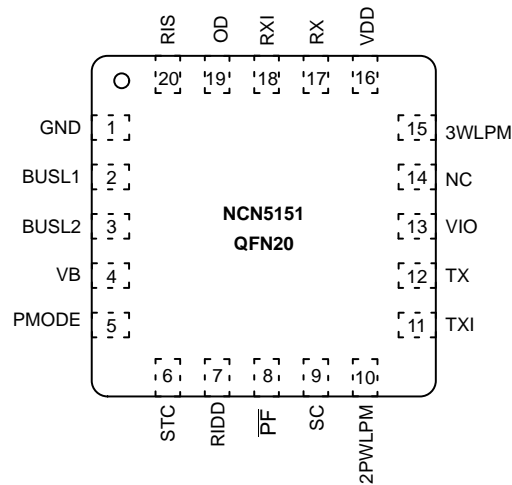 RIS
OD
RXI
RX
VDD
20
19
18
17
16
GND 1
15 3WLPM
BUSL1 2
14 NC
BUSL2 3
NCN5151
QFN20
13 VIO
VB 4
12 TX
PMODE 5
11 TXI
6
7
8
9
10
STC
RIDD
P̅F̅
SC
2PWLPM